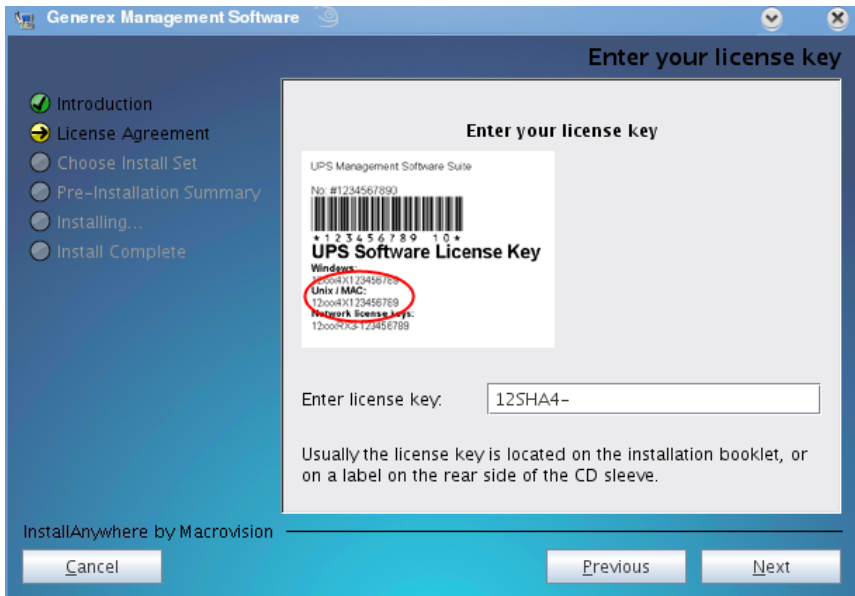 Generex Management Software
Enter your license key
Introduction
License Agreement
Choose Install Set
Pre-Installation Summary
Installing...
Install Complete
Enter your license key
UPS Management Software Suite
No: #1234567890
*123456789 10*
UPS Software License Key
Windows:
12xxx4X123456789
Unix / MAC:
12xxx4X123456789
Network license keys:
12xxxRX3-123456789
Enter license key: 12SHA4-
Usually the license key is located on the installation booklet, or
on a label on the rear side of the CD sleeve.
InstallAnywhere by Macrovision
Cancel Previous Next